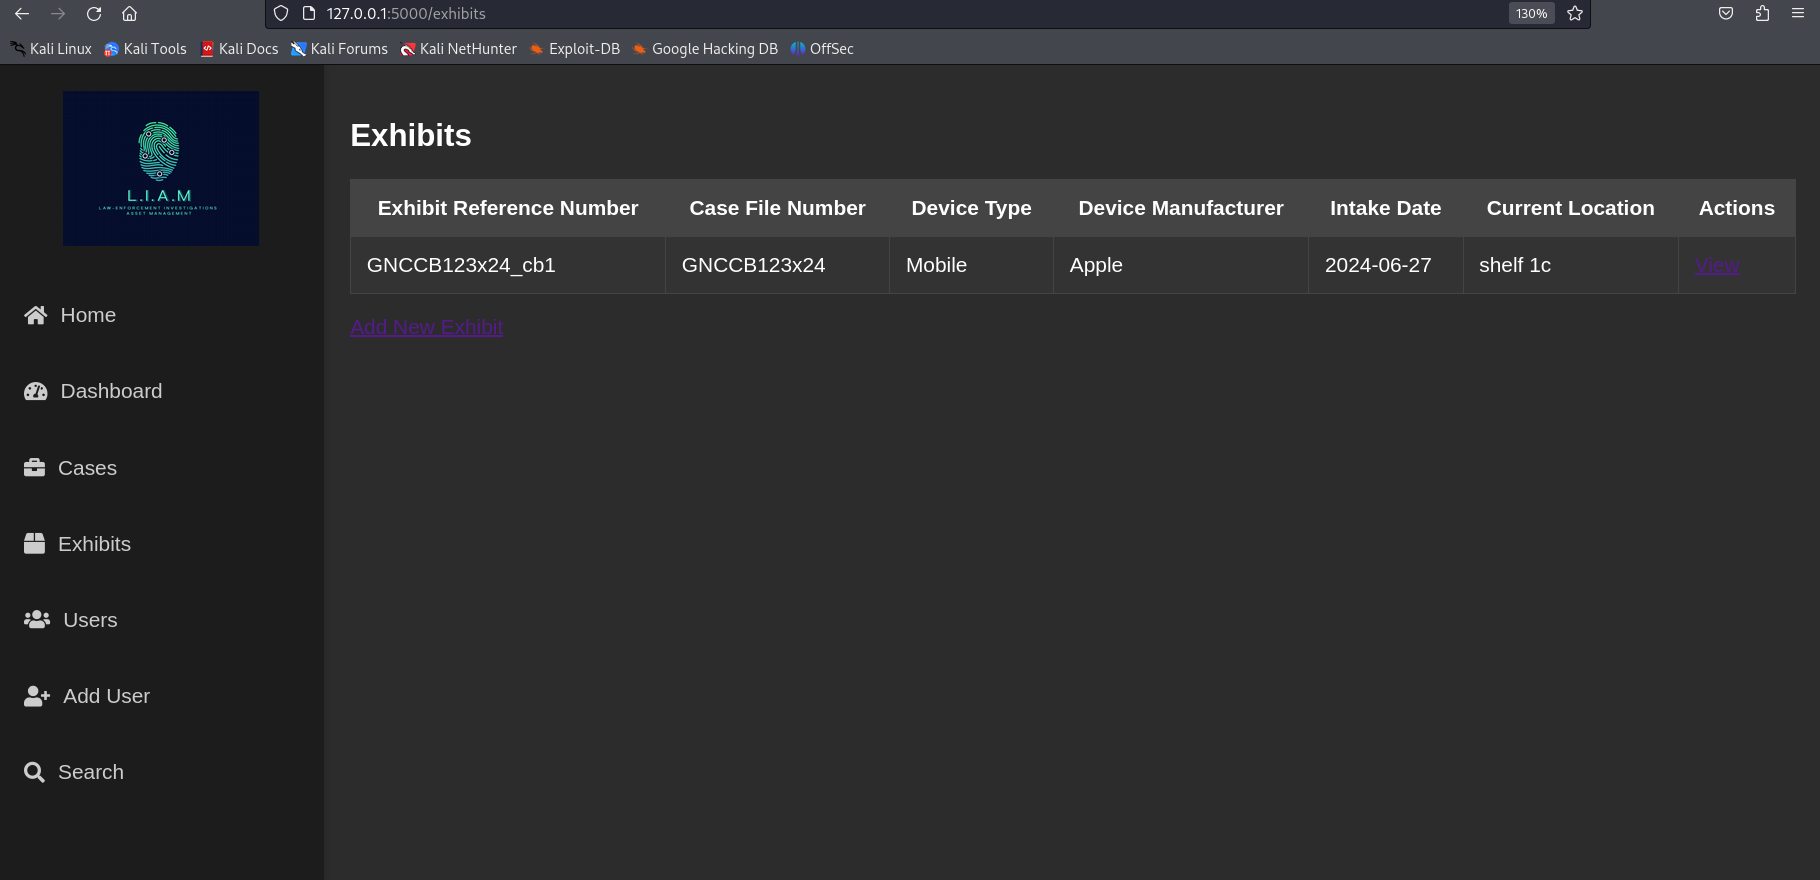 127.0.0.1:5000/exhibits 130%
Kali Linux Kali Tools Kali Docs Kali Forums Kali NetHunter Exploit-DB Google Hacking DB OffSec
L.I.A.M
LAW-ENFORCEMENT INVESTIGATIONS
ASSET MANAGEMENT
Home
Dashboard
Cases
Exhibits
Users
Add User
Search
Exhibits
Exhibit Reference Number Case File Number Device Type Device Manufacturer Intake Date Current Location Actions
GNCCB123x24_cb1 GNCCB123x24 Mobile Apple 2024-06-27 shelf 1c View
Add New Exhibit